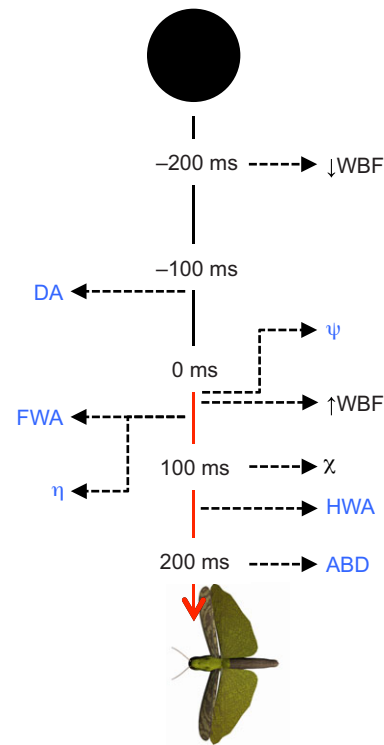 –200 ms
↓WBF
–100 ms
DA
ψ
0 ms
↑WBF
FWA
100 ms
χ
η
HWA
200 ms
ABD